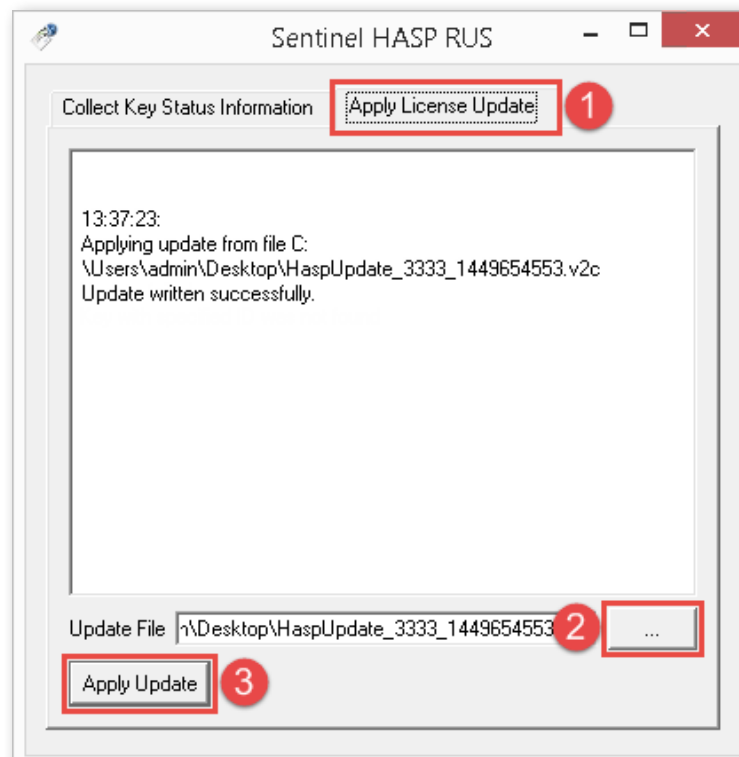 Sentinel HASP RUS
Collect Key Status Information
Apply License Update
1
13:37:23:
Applying update from file C:
\Users\admin\Desktop\HaspUpdate_3333_1449654553.v2c
Update written successfully.
Update File
\Desktop\HaspUpdate_3333_1449654553
2
...
Apply Update
3